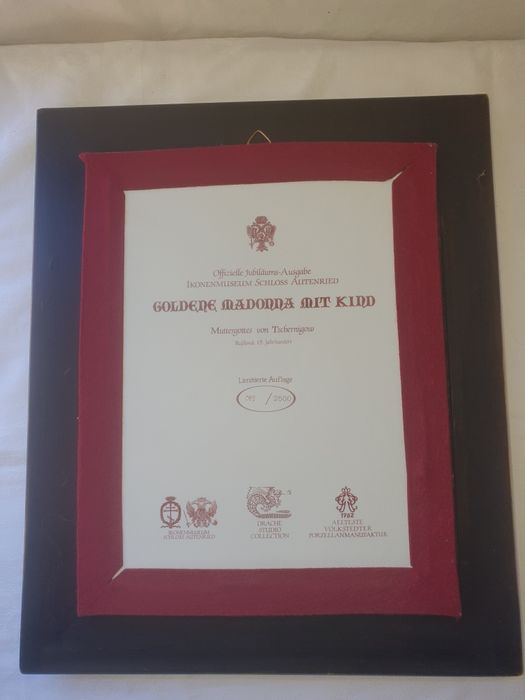 Offizielle Jubiläums-Ausgabe
Ikonenmuseum Schloss Autenried
GOLDENE MADONNA MIT KIND
Muttergottes von Tschernigow
Rußland, Jahrhundert
Limitierte Auflage
/ 2500
IKONENMUSEUM
SCHLOSS AUTENRIED
DRACHE
STUDIO
COLLECTION
1762
AELTESTE
VOLKSTEDTER
PORZELLANMANUFAKTUR